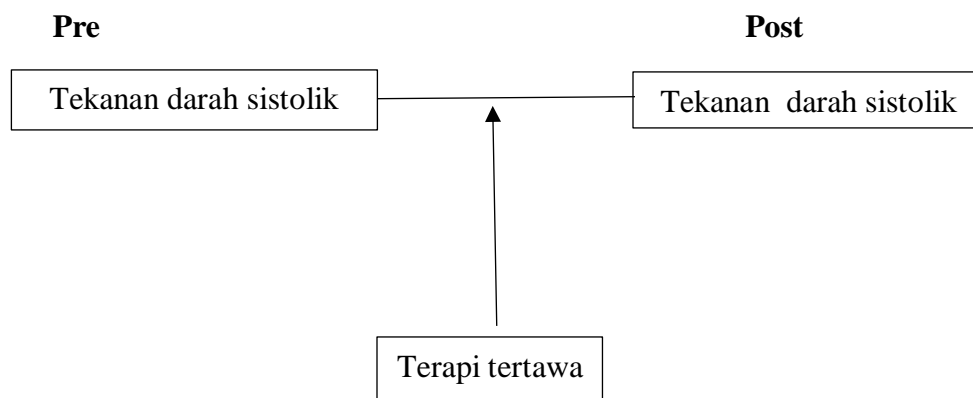 Pre
Post
Tekanan darah sistolik
Tekanan darah sistolik
Terapi tertawa